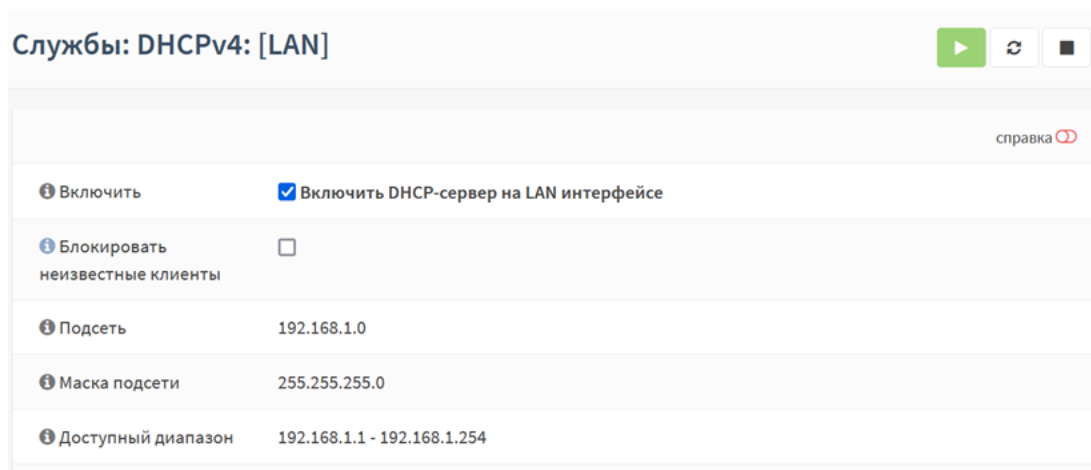 Службы: DHCPv4: [LAN]
справка
Включить
Включить DHCP-сервер на LAN интерфейсе
Блокировать
неизвестные клиенты
Подсеть
192.168.1.0
Маска подсети
255.255.255.0
Доступный диапазон
192.168.1.1 - 192.168.1.254